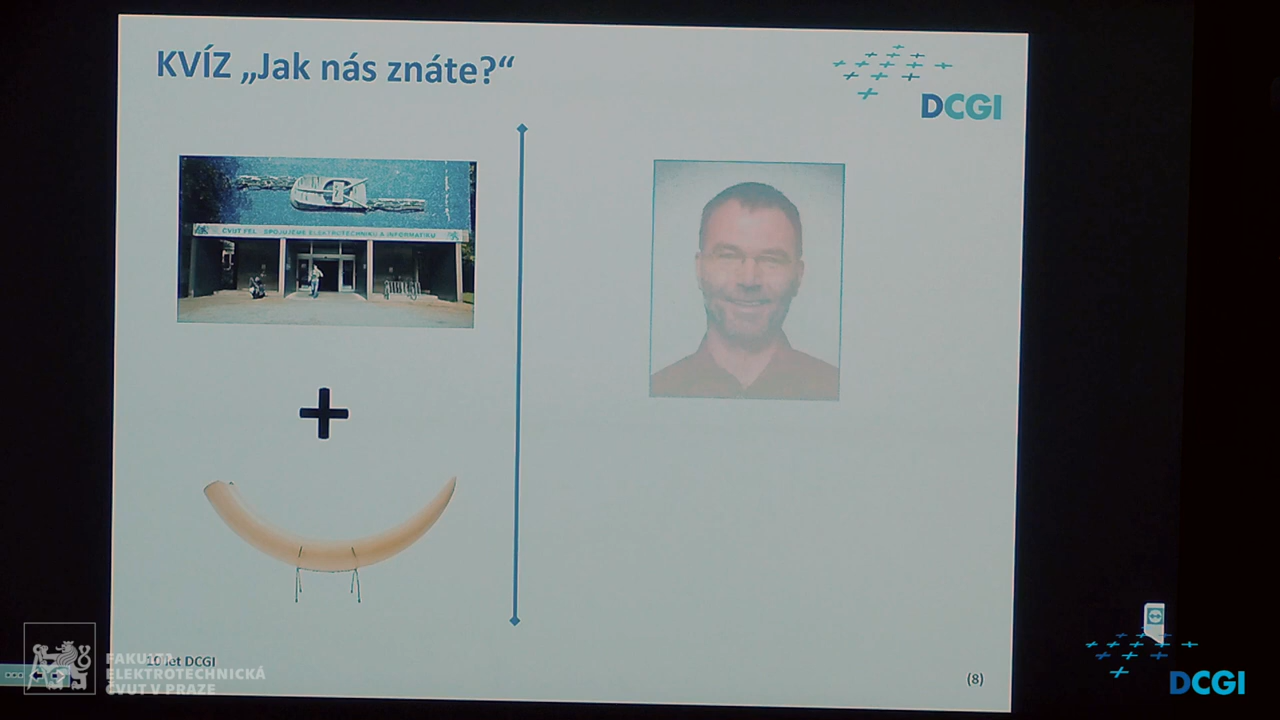 KVÍZ „Jak nás znáte?“
DCGI
ČVUT FEL SPOJUJEME ELEKTROTECHNIKU A INFORMATIKU
10 let DCGI
(8)
FAKULTA
ELEKTROTECHNICKÁ
ČVUT V PRAZE
DCGI